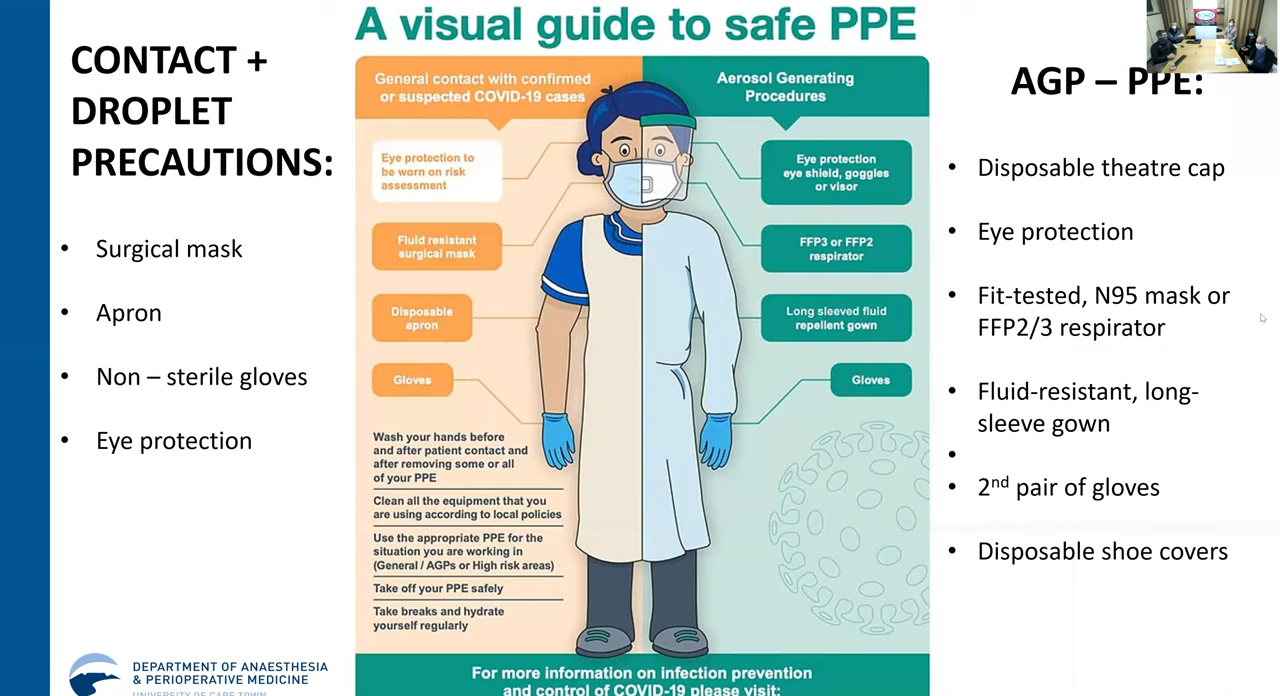 CONTACT +
DROPLET
PRECAUTIONS:
• Surgical mask
• Apron
• Non – sterile gloves
• Eye protection
DEPARTMENT OF ANAESTHESIA
& PERIOPERATIVE MEDICINE
UNIVERSITY OF CAPE TOWN
A visual guide to safe PPE
General contact with confirmed
or suspected COVID-19 cases
Eye protection to
be worn on risk
assessment
Fluid resistant
surgical mask
Disposable
apron
Gloves
Wash your hands before
and after patient contact and
after removing some or all
of your PPE
Clean all the equipment that you
are using according to local policies
Use the appropriate PPE for the
situation you are working in
(General / AGPs or High risk areas)
Take off your PPE safely
Take breaks and hydrate
yourself regularly
Aerosol Generating
Procedures
Eye protection
eye shield, goggles
or visor
FFP3 or FFP2
respirator
Long sleeved fluid
repellent gown
Gloves
For more information on infection prevention
and control of COVID-19 please visit:
AGP – PPE:
• Disposable theatre cap
• Eye protection
• Fit-tested, N95 mask or
FFP2/3 respirator
• Fluid-resistant, long-
sleeve gown
•
• 2nd pair of gloves
• Disposable shoe covers